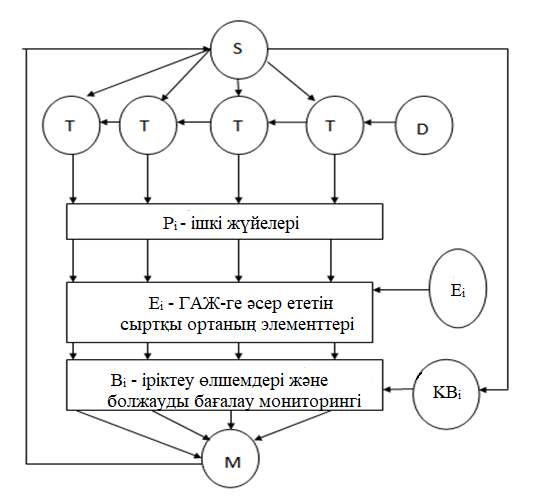 S
T T T T D
Pᵢ - ішкі жүйелері
Eᵢ - ГАЖ-ге әсер ететін
сыртқы ортаның элементтері
Eᵢ
Bᵢ - іріктеу өлшемдері және
болжауды бағалау мониторингі
KBᵢ
M